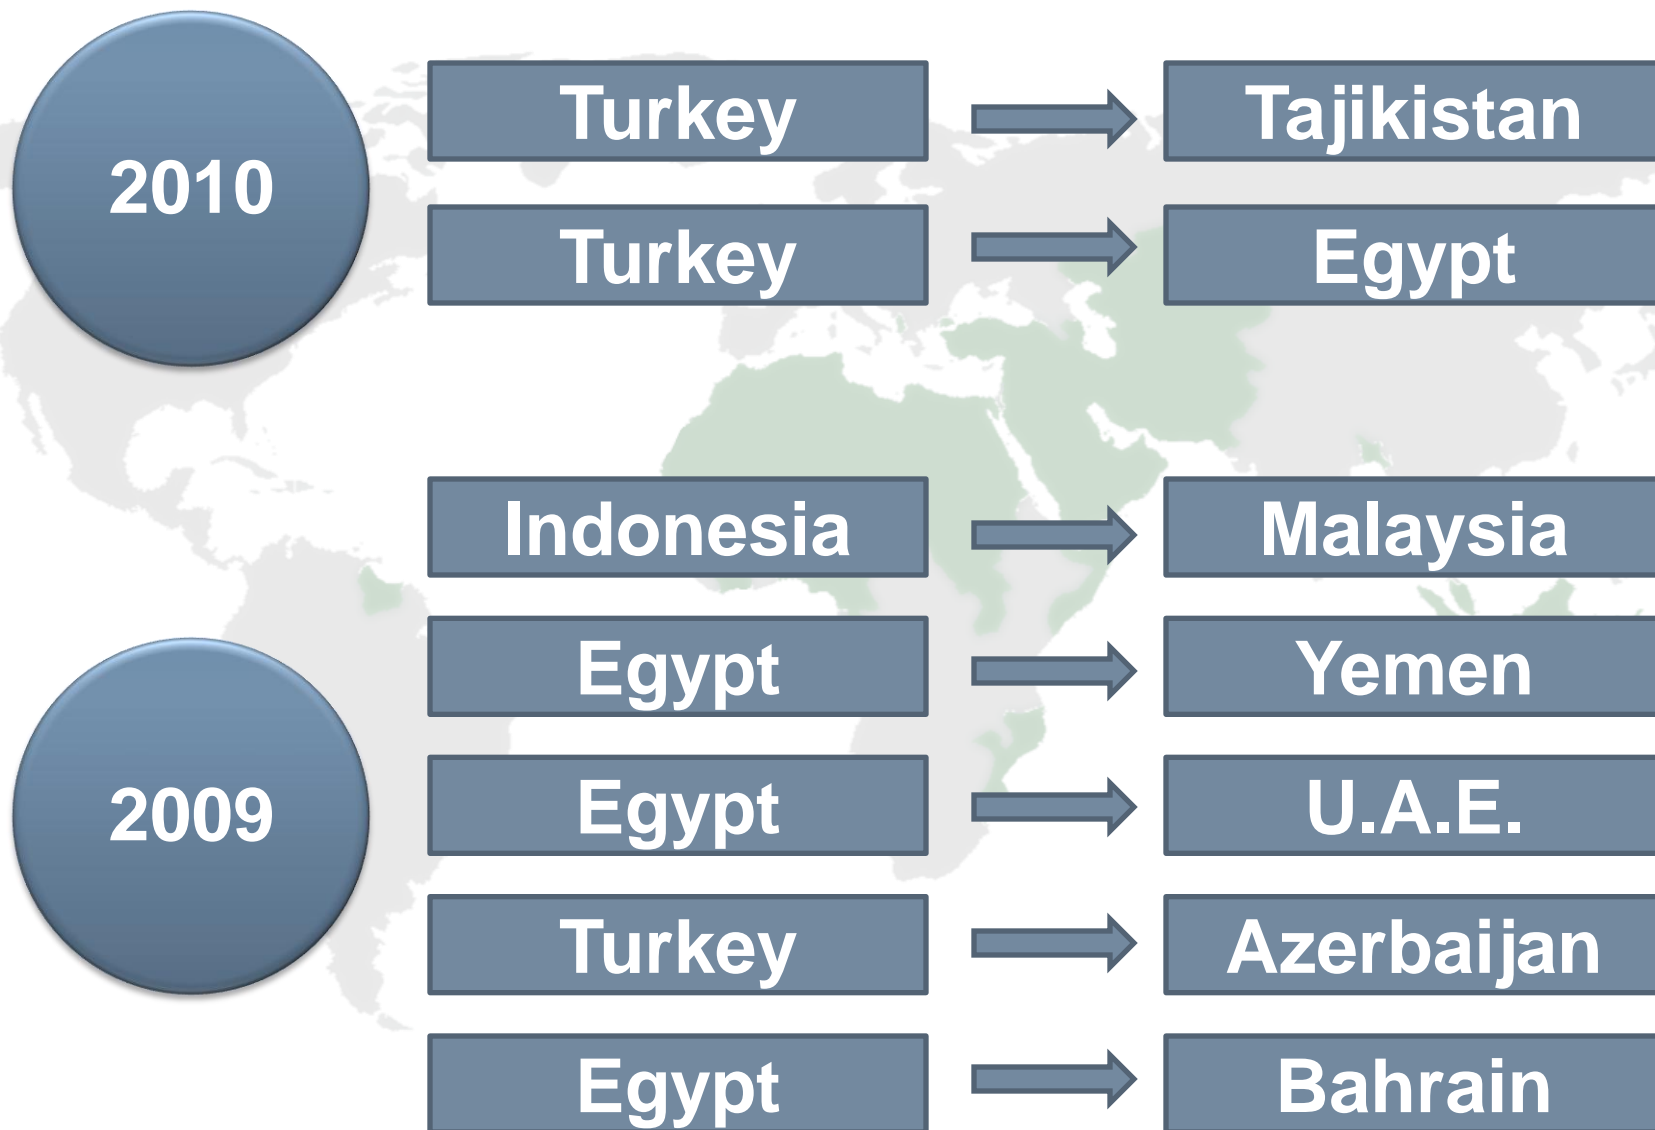 2010
Turkey
Tajikistan
Turkey
Egypt
2009
Indonesia
Malaysia
Egypt
Yemen
Egypt
U.A.E.
Turkey
Azerbaijan
Egypt
Bahrain